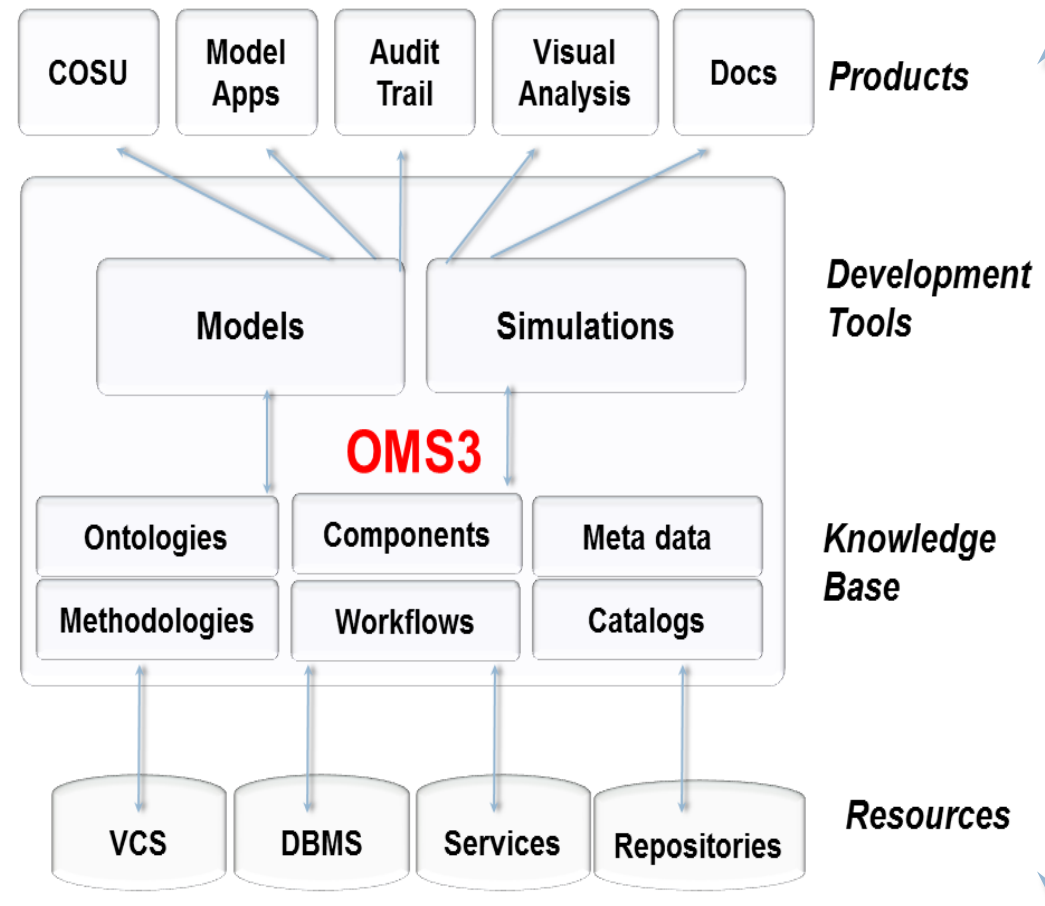 COSU
Model
Apps
Audit
Trail
Visual
Analysis
Docs
Products
Models
Simulations
Development
Tools
OMS3
Ontologies
Components
Meta data
Knowledge
Base
Methodologies
Workflows
Catalogs
VCS
DBMS
Services
Repositories
Resources